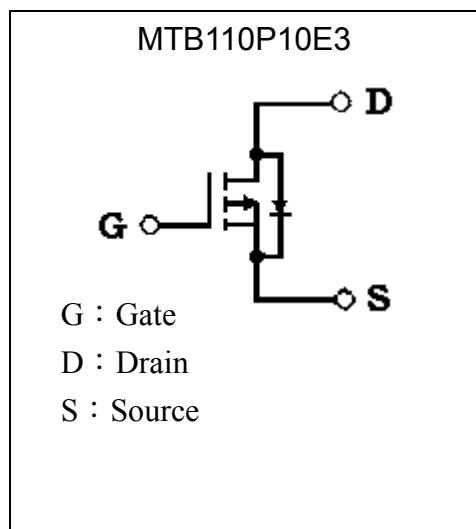 MTB110P10E3
D
G
S
G：Gate
D：Drain
S：Source